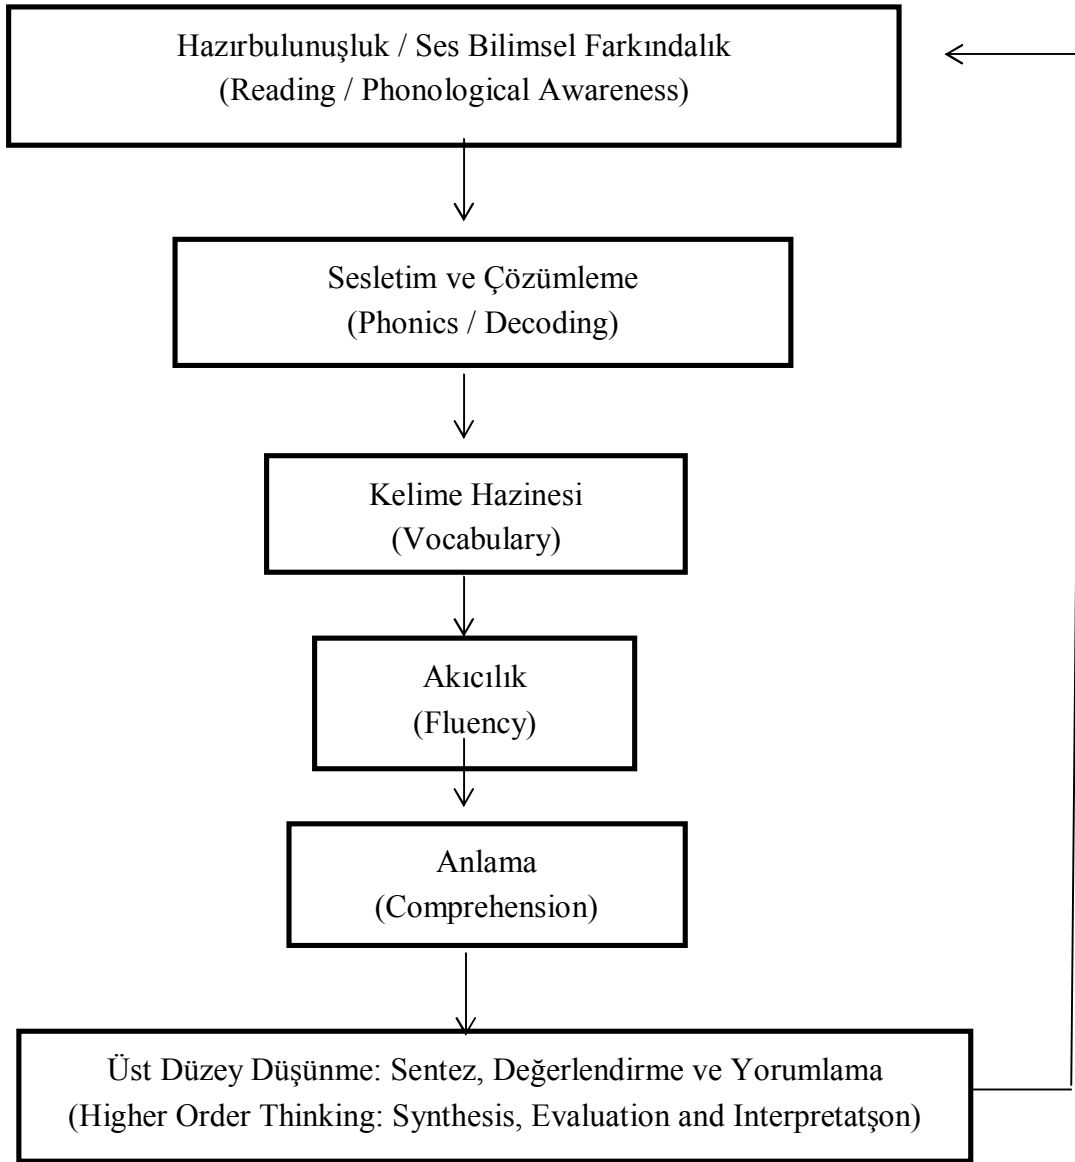 Hazırbulunuşluk / Ses Bilimsel Farkındalık
(Reading / Phonological Awareness)
Sesletim ve Çözümleme
(Phonics / Decoding)
Kelime Hazinesi
(Vocabulary)
Akıcılık
(Fluency)
Anlama
(Comprehension)
Üst Düzey Düşünme: Sentez, Değerlendirme ve Yorumlama
(Higher Order Thinking: Synthesis, Evaluation and Interpretatşon)